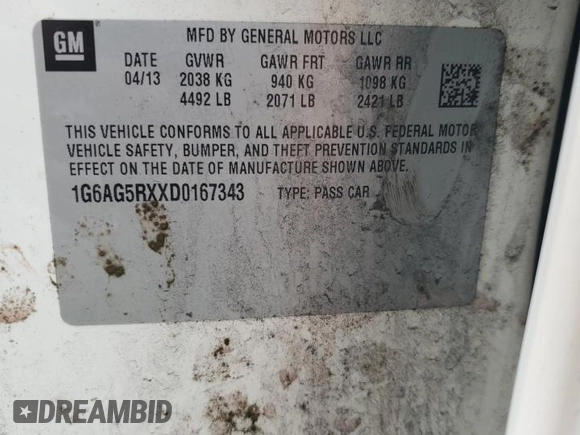 GM
MFD BY GENERAL MOTORS LLC
DATE GVWR GAWR FRT GAWR RR
04/13 2038 KG 940 KG 1098 KG
4492 LB 2071 LB 2421 LB
THIS VEHICLE CONFORMS TO ALL APPLICABLE U.S. FEDERAL MOTOR
VEHICLE SAFETY, BUMPER, AND THEFT PREVENTION STANDARDS IN
EFFECT ON THE DATE OF MANUFACTURE SHOWN ABOVE.
1G6AG5RXXD0167343 TYPE: PASS CAR
DREAMBID